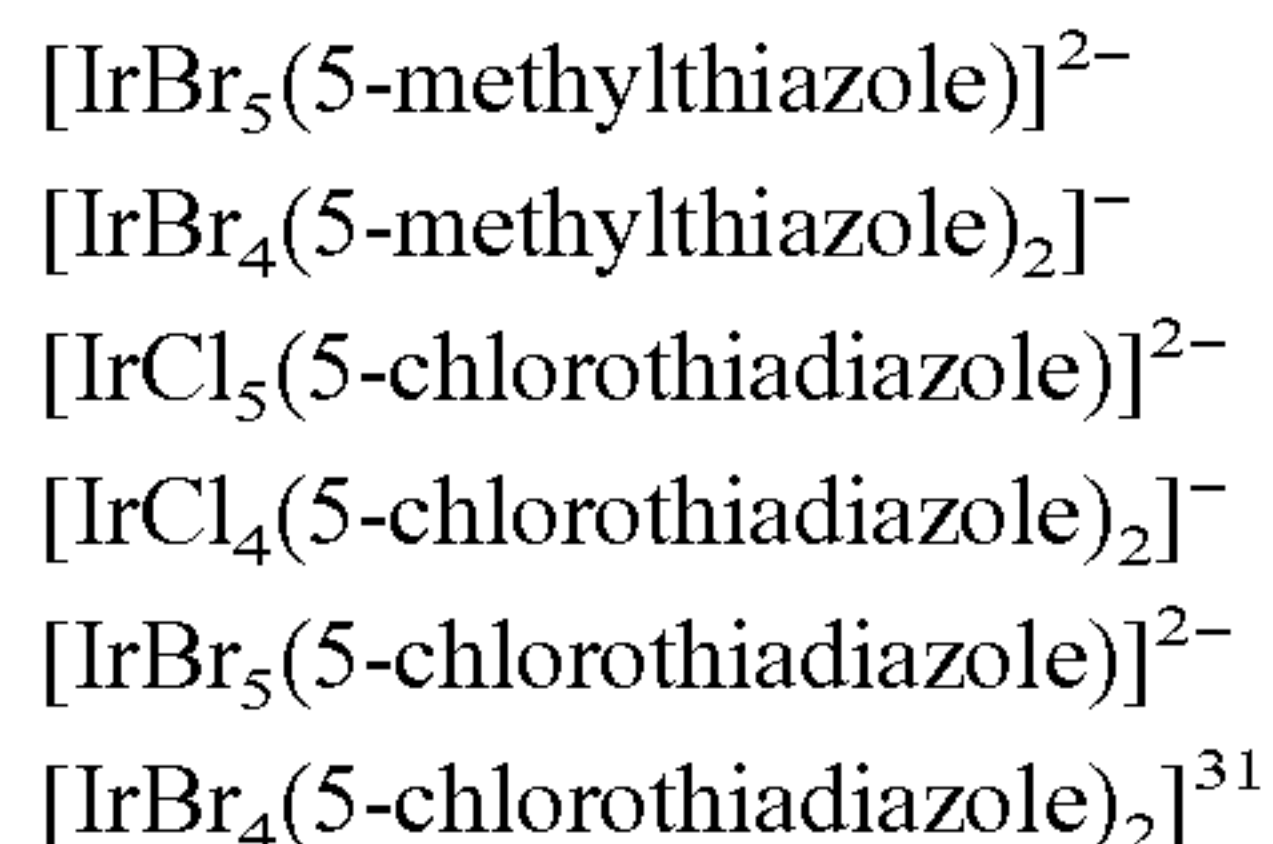 [IrBr₅(5-methylthiazole)]²⁻
[IrBr₄(5-methylthiazole)₂]⁻
[IrCl₅(5-chlorothiadiazole)]²⁻
[IrCl₄(5-chlorothiadiazole)₂]⁻
[IrBr₅(5-chlorothiadiazole)]²⁻
[IrBr₄(5-chlorothiadiazole)₂]³¹